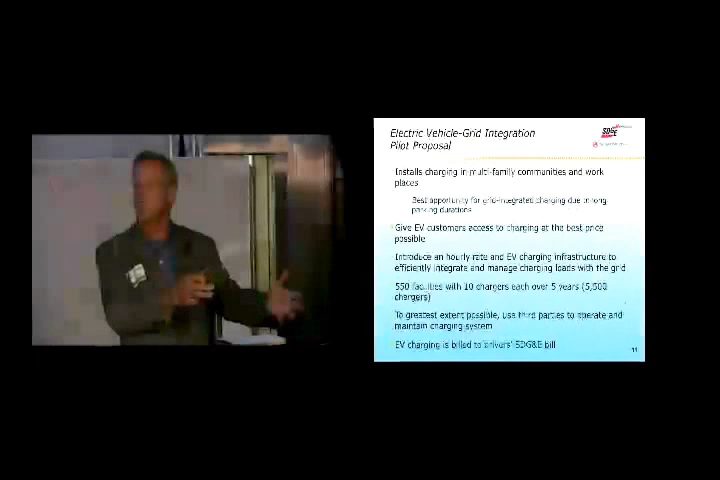 Electric Vehicle-Grid Integration
Pilot Proposal
SDGE
Installs charging in multi-family communities and work
places
Best opportunity for grid-integrated charging due to long
parking durations
Give EV customers access to charging at the best price
possible
Introduce an hourly rate and EV charging infrastructure to
efficiently integrate and manage charging loads with the grid
550 facilities with 10 chargers each over 5 years (5,500
chargers)
To greatest extent possible, use third parties to operate and
maintain charging system
EV charging is billed to drivers' SDG&E bill
11